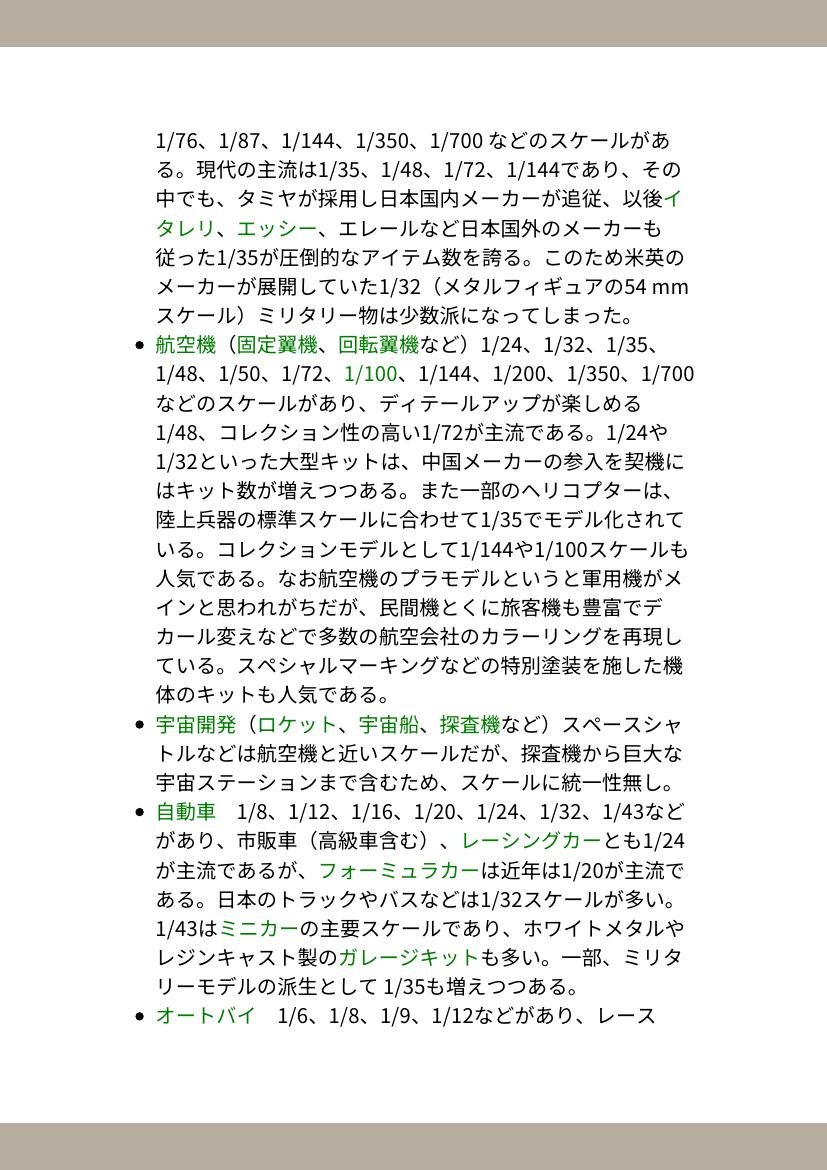 1/76、1/87、1/144、1/350、1/700 などのスケールがあ
る。現代の主流は1/35、1/48、1/72、1/144であり、その
中でも、タミヤが採用し日本国内メーカーが追従、以後イ
タレリ、エッシー、エレールなど日本国外のメーカーも
従った1/35が圧倒的なアイテム数を誇る。このため米英の
メーカーが展開していた1/32（メタルフィギュアの54 mm
スケール）ミリタリー物は少数派になってしまった。
• 航空機（固定翼機、回転翼機など）1/24、1/32、1/35、
1/48、1/50、1/72、1/100、1/144、1/200、1/350、1/700
などのスケールがあり、ディテールアップが楽しめる
1/48、コレクション性の高い1/72が主流である。1/24や
1/32といった大型キットは、中国メーカーの参入を契機に
はキット数が増えつつある。また一部のヘリコプターは、
陸上兵器の標準スケールに合わせて1/35でモデル化されて
いる。コレクションモデルとして1/144や1/100スケールも
人気である。なお航空機のプラモデルというと軍用機がメ
インと思われがちだが、民間機とくに旅客機も豊富でデ
カール変えなどで多数の航空会社のカラーリングを再現し
ている。スペシャルマーキングなどの特別塗装を施した機
体のキットも人気である。
• 宇宙開発（ロケット、宇宙船、探査機など）スペースシャ
トルなどは航空機と近いスケールだが、探査機から巨大な
宇宙ステーションまで含むため、スケールに統一性無し。
• 自動車　1/8、1/12、1/16、1/20、1/24、1/32、1/43など
があり、市販車（高級車含む）、レーシングカーとも1/24
が主流であるが、フォーミュラカーは近年は1/20が主流で
ある。日本のトラックやバスなどは1/32スケールが多い。
1/43はミニカーの主要スケールであり、ホワイトメタルや
レジンキャスト製のガレージキットも多い。一部、ミリタ
リーモデルの派生として 1/35も増えつつある。
• オートバイ　1/6、1/8、1/9、1/12などがあり、レース